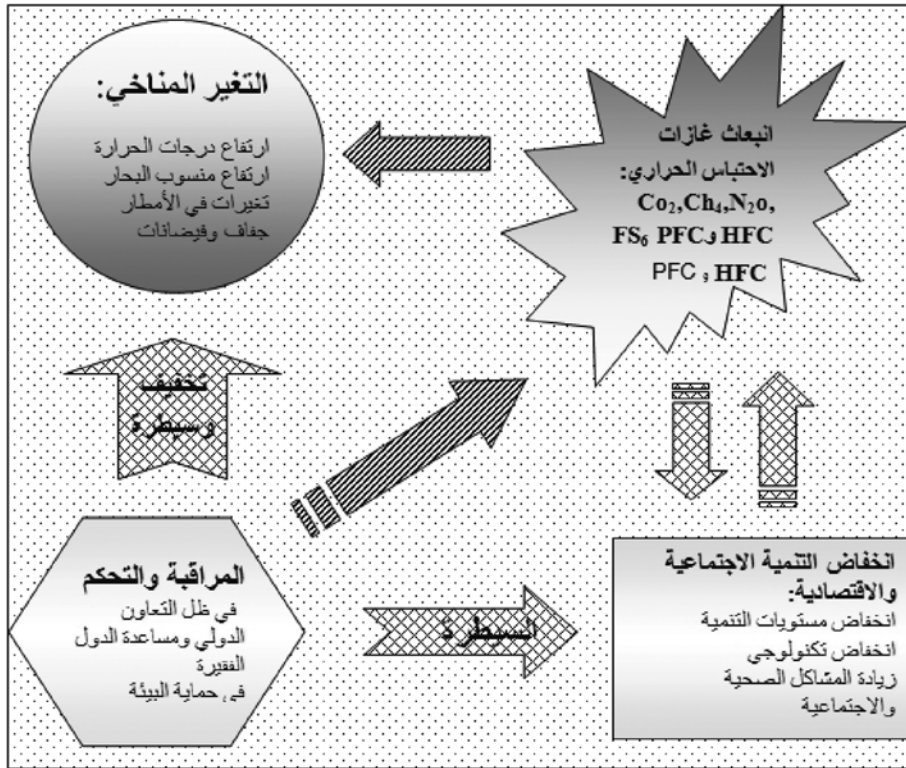 التغير المناخي:
ارتفاع درجات الحرارة
ارتفاع منسوب البحار
تغيرات في الأمطار
جفاف وفيضانات
انبعاث غازات
الاحتباس الحراري:
Co₂,Ch₄,N₂o,
FS₆ PFCو HFC
PFC و HFC
تخفيف
وسيطرة
المراقبة والتحكم
في ظل التعاون
الدولي ومساعدة الدول
الفقيرة
في حماية البيئة
السيطرة
انخفاض التنمية الاجتماعية
والاقتصادية:
انخفاض مستويات التنمية
انخفاض تكنولوجي
زيادة المشاكل الصحية
والاجتماعية